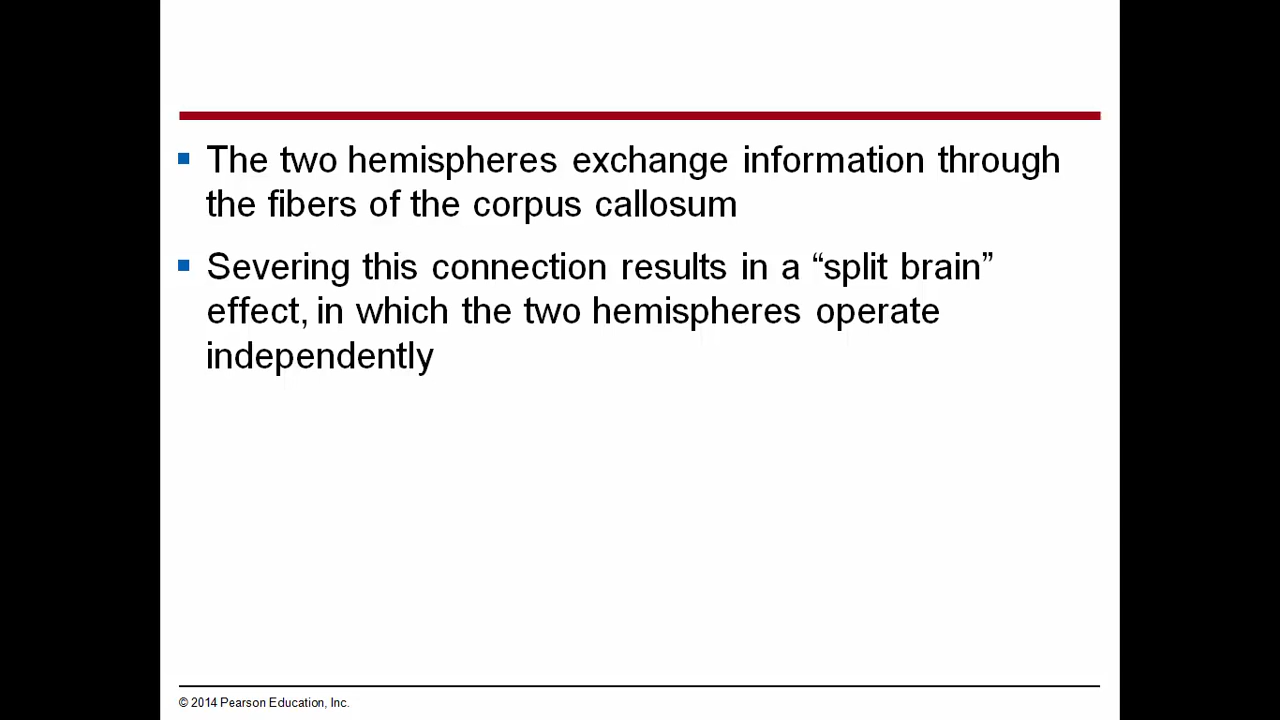 The two hemispheres exchange information through
the fibers of the corpus callosum
Severing this connection results in a “split brain”
effect, in which the two hemispheres operate
independently
© 2014 Pearson Education, Inc.